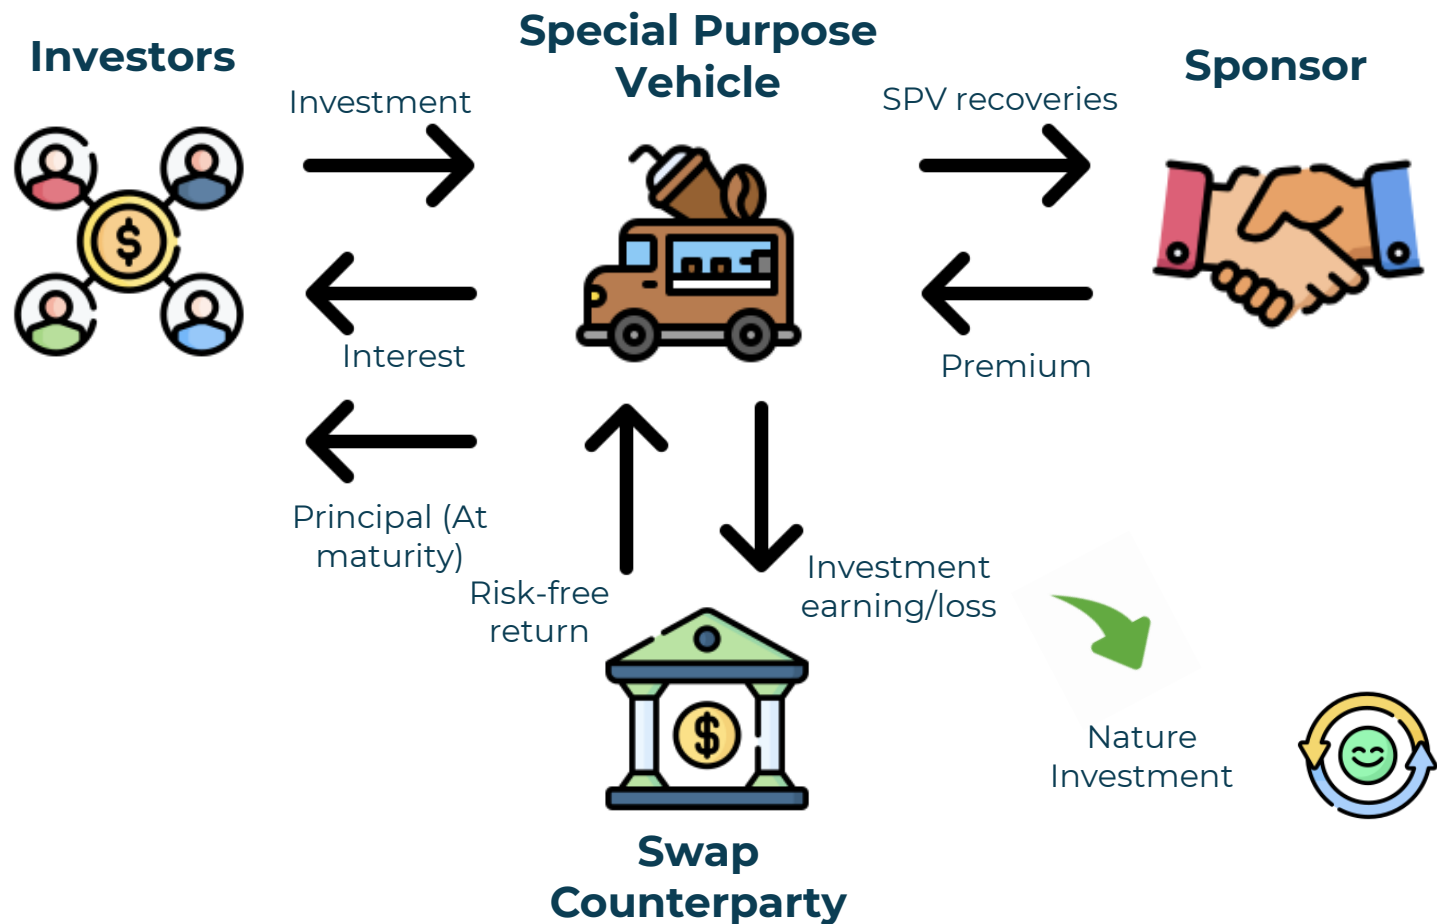 Investors
Special Purpose
Vehicle
Sponsor
Investment
SPV recoveries
Interest
Premium
Principal (At
maturity)
Risk-free
return
Investment
earning/loss
Nature
Investment
Swap
Counterparty